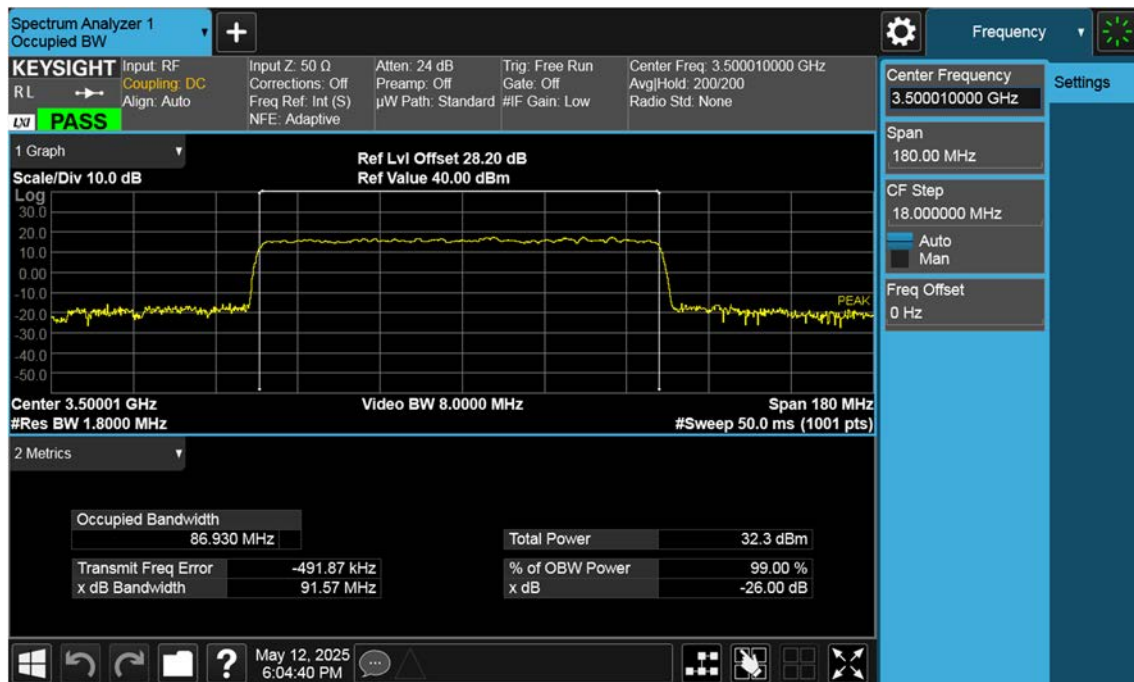 Spectrum Analyzer 1
Occupied BW
+
Frequency
KEYSIGHT
RL
LXI PASS
Input: RF
Coupling: DC
Align: Auto
Input Z: 50 Ω
Corrections: Off
Freq Ref: Int (S)
NFE: Adaptive
Atten: 24 dB
Preamp: Off
µW Path: Standard
Trig: Free Run
Gate: Off
#IF Gain: Low
Center Freq: 3.500010000 GHz
Avg|Hold: 200/200
Radio Std: None
Center Frequency
3.500010000 GHz
Settings
Span
180.00 MHz
CF Step
18.000000 MHz
Auto
Man
Freq Offset
0 Hz
1 Graph
Scale/Div 10.0 dB
Ref Lvl Offset 28.20 dB
Ref Value 40.00 dBm
Log
30.0
20.0
10.0
0.00
-10.0
-20.0
-30.0
-40.0
-50.0
PEAK
Center 3.50001 GHz
#Res BW 1.8000 MHz
Video BW 8.0000 MHz
Span 180 MHz
#Sweep 50.0 ms (1001 pts)
2 Metrics
Occupied Bandwidth
86.930 MHz
Total Power 32.3 dBm
Transmit Freq Error -491.87 kHz
% of OBW Power 99.00 %
x dB Bandwidth 91.57 MHz
x dB -26.00 dB
?
May 12, 2025
6:04:40 PM